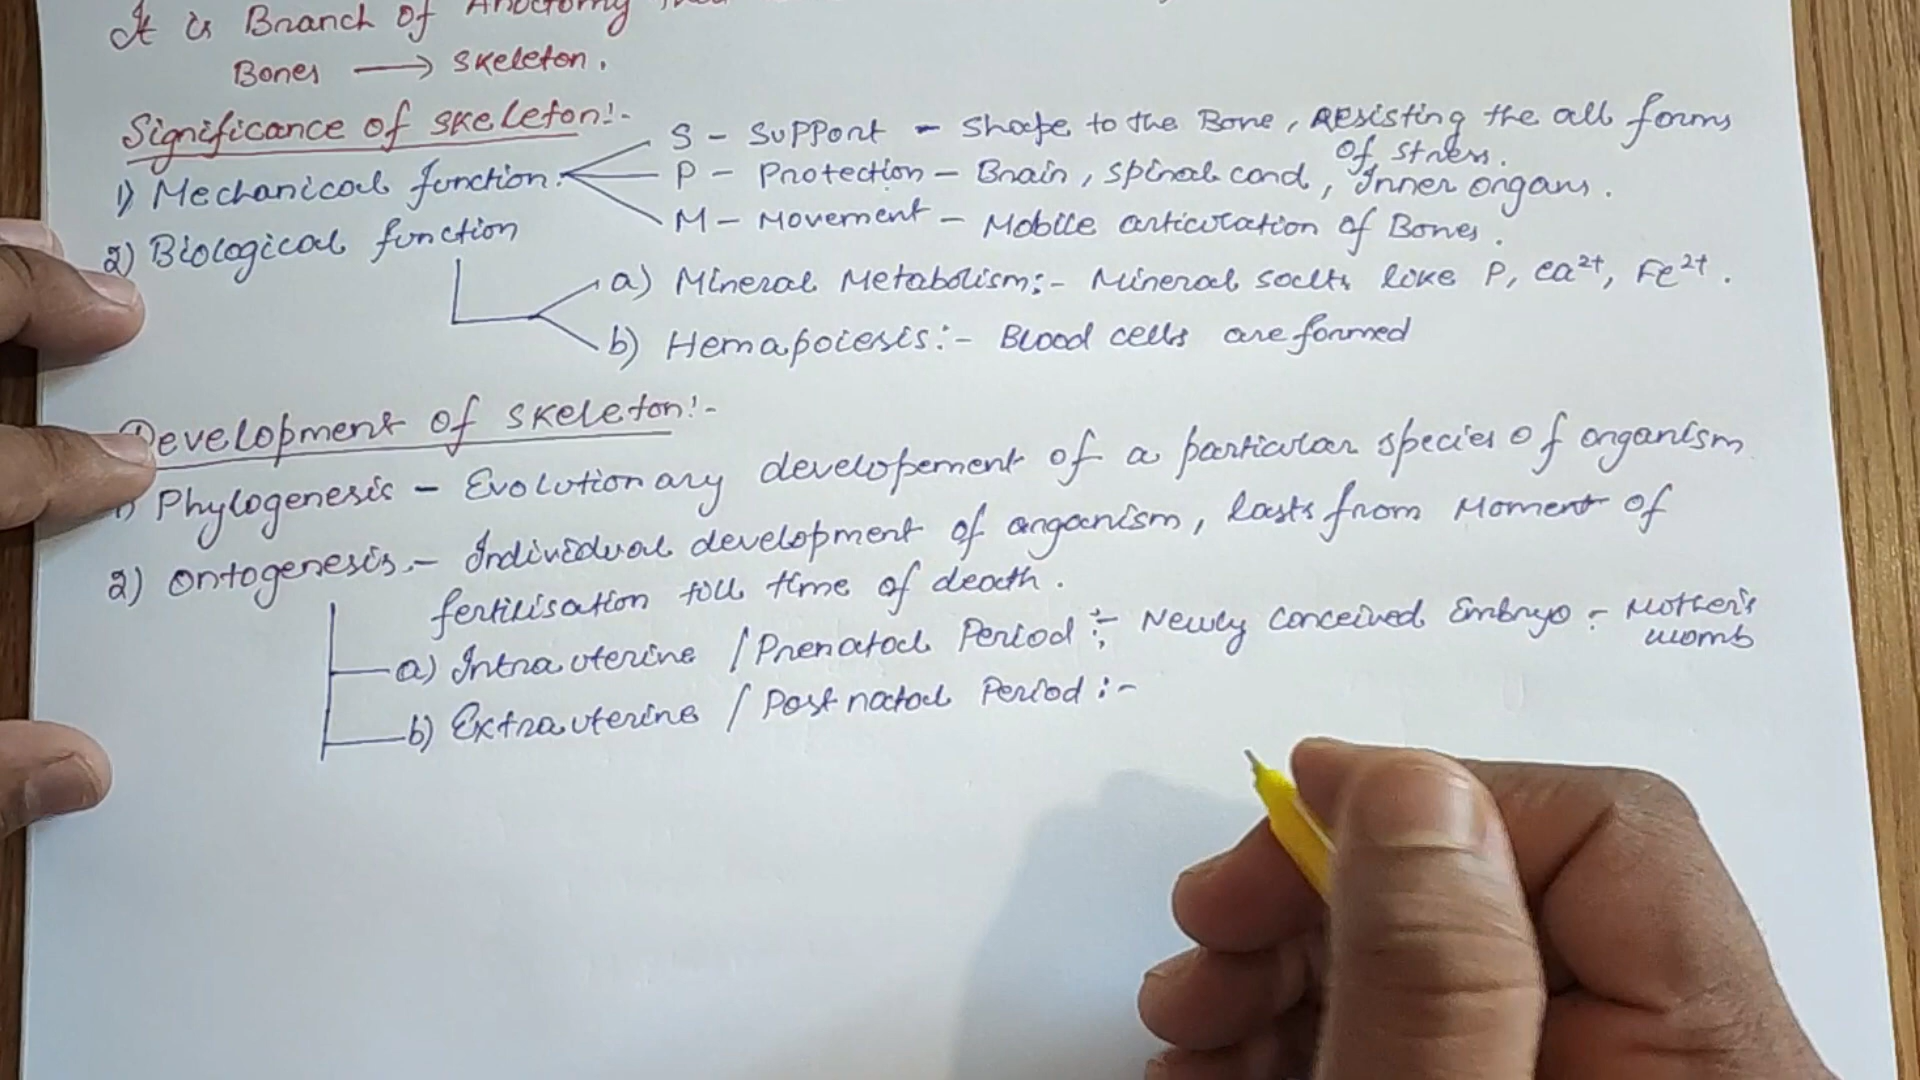 It is Branch of Anatomy
Bones → skeleton.
Significance of skeleton:-
1) Mechanical function:
S - Support - Shape to the Bone, Resisting the all forms of stress.
P - Protection - Brain, spinal cord, Inner organs.
M - Movement - Mobile articulation of Bones.
2) Biological function
a) Mineral Metabolism:- Mineral salts like P, Ca²⁺, Fe²⁺.
b) Hemapoiesis:- Blood cells are formed
Development of skeleton:-
1) Phylogenesis - Evolutionary developement of a particular species of organism
2) Ontogenesis - Individual development of organism, lasts from Moment of
fertilisation till time of death.
a) Intrauterine / Prenatal Period :- Newly conceived Embryo - Mother's womb
b) Extrauterine / Postnatal Period :-